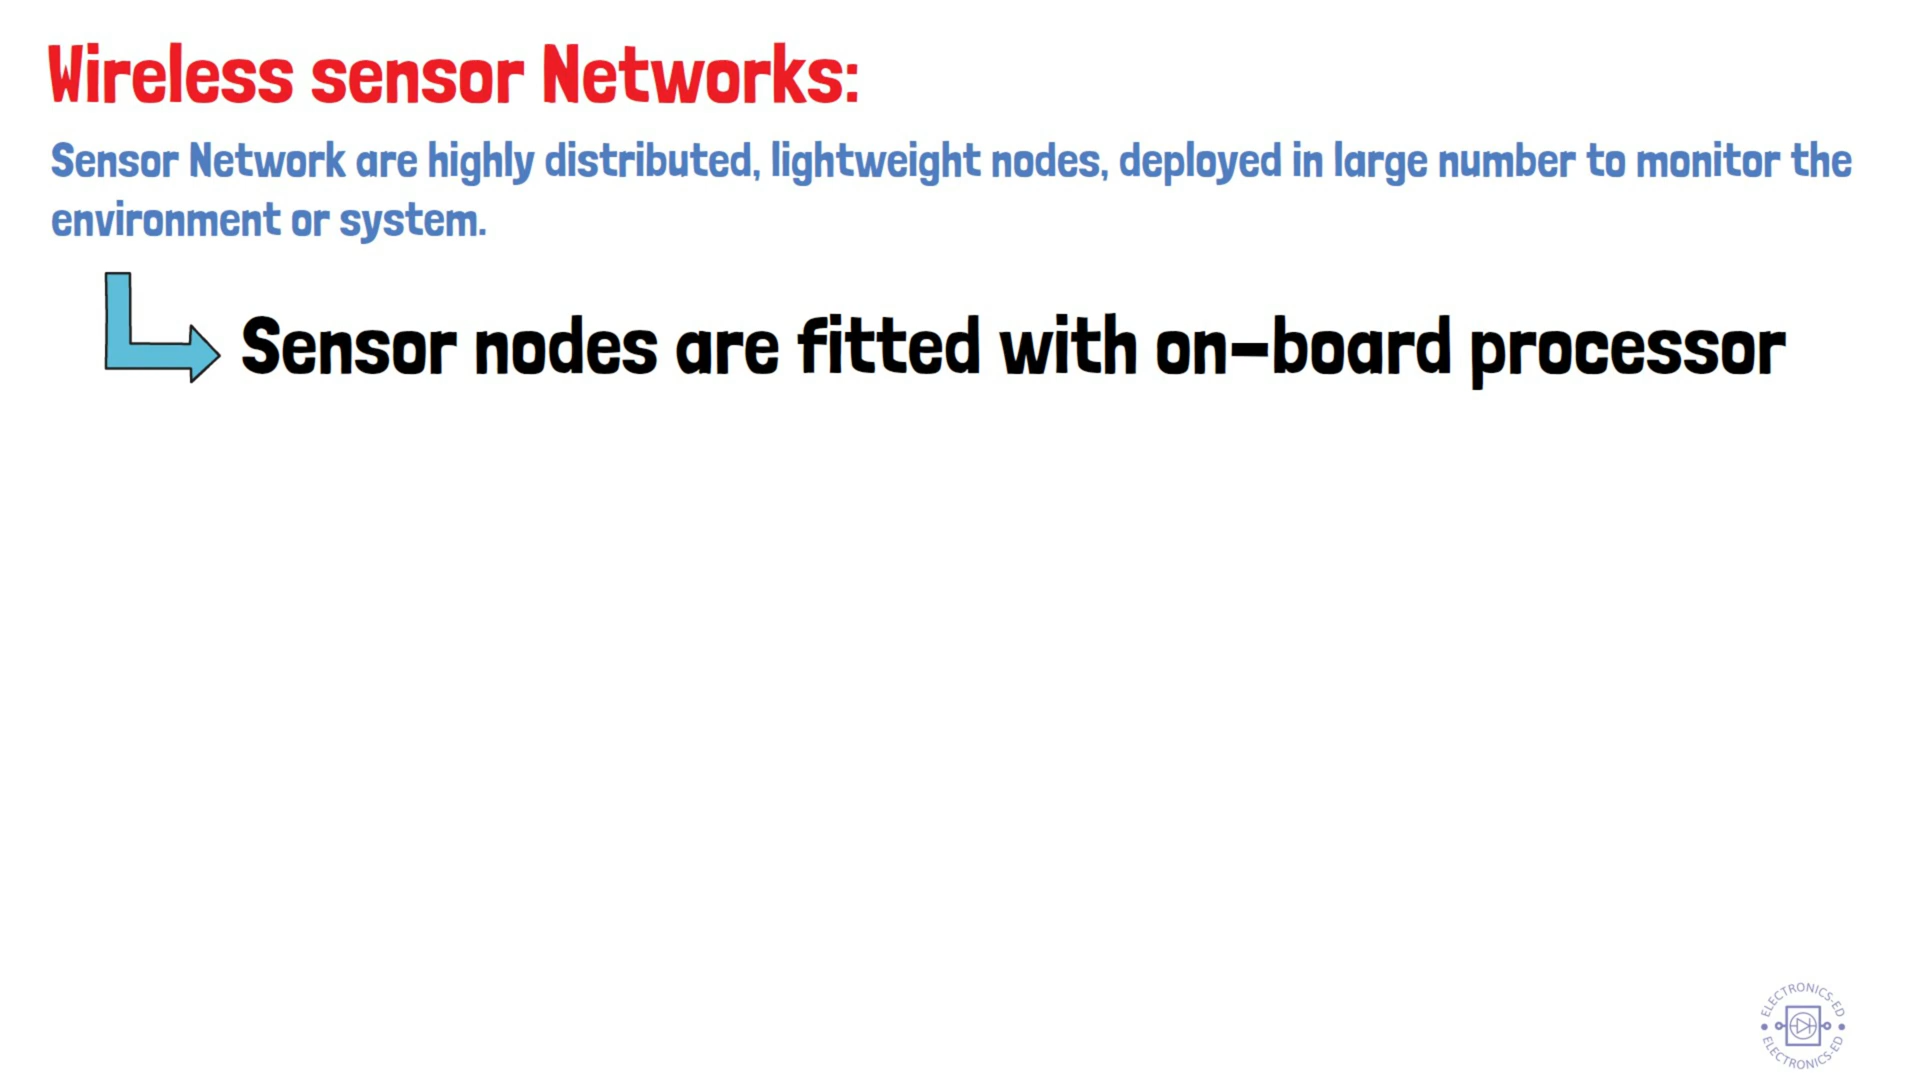 Wireless sensor Networks:
Sensor Network are highly distributed, lightweight nodes, deployed in large number to monitor the
environment or system.
Sensor nodes are fitted with on-board processor
ELECTRONICS-ED
ELECTRONICS-ED